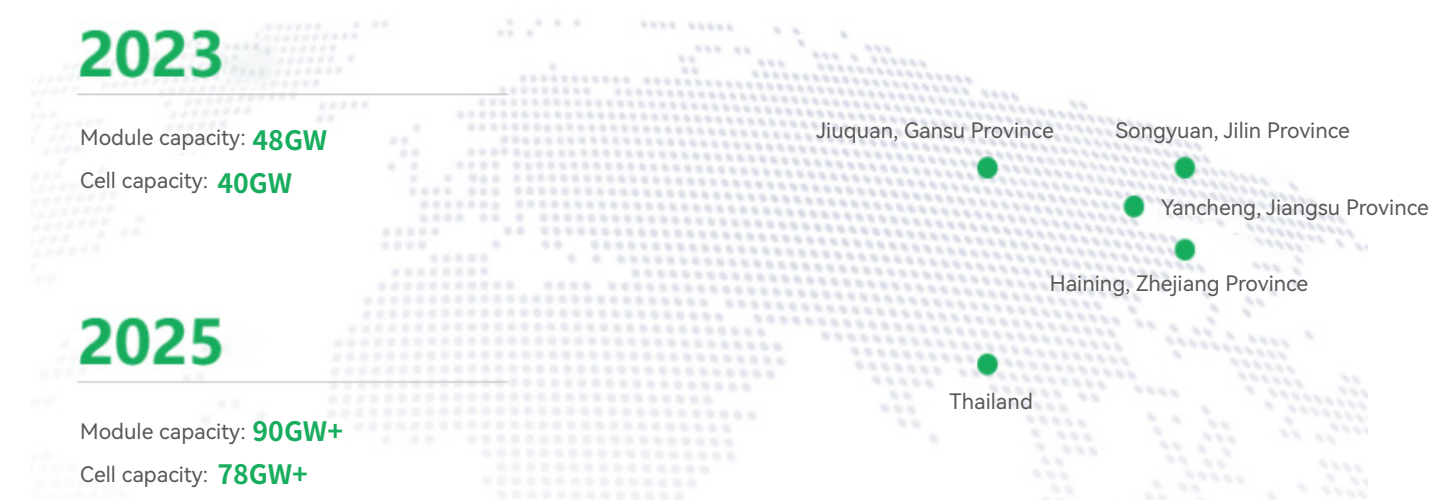 2023
Module capacity: 48GW
Cell capacity: 40GW
2025
Module capacity: 90GW+
Cell capacity: 78GW+
Jiuquan, Gansu Province
Songyuan, Jilin Province
Yancheng, Jiangsu Province
Haining, Zhejiang Province
Thailand